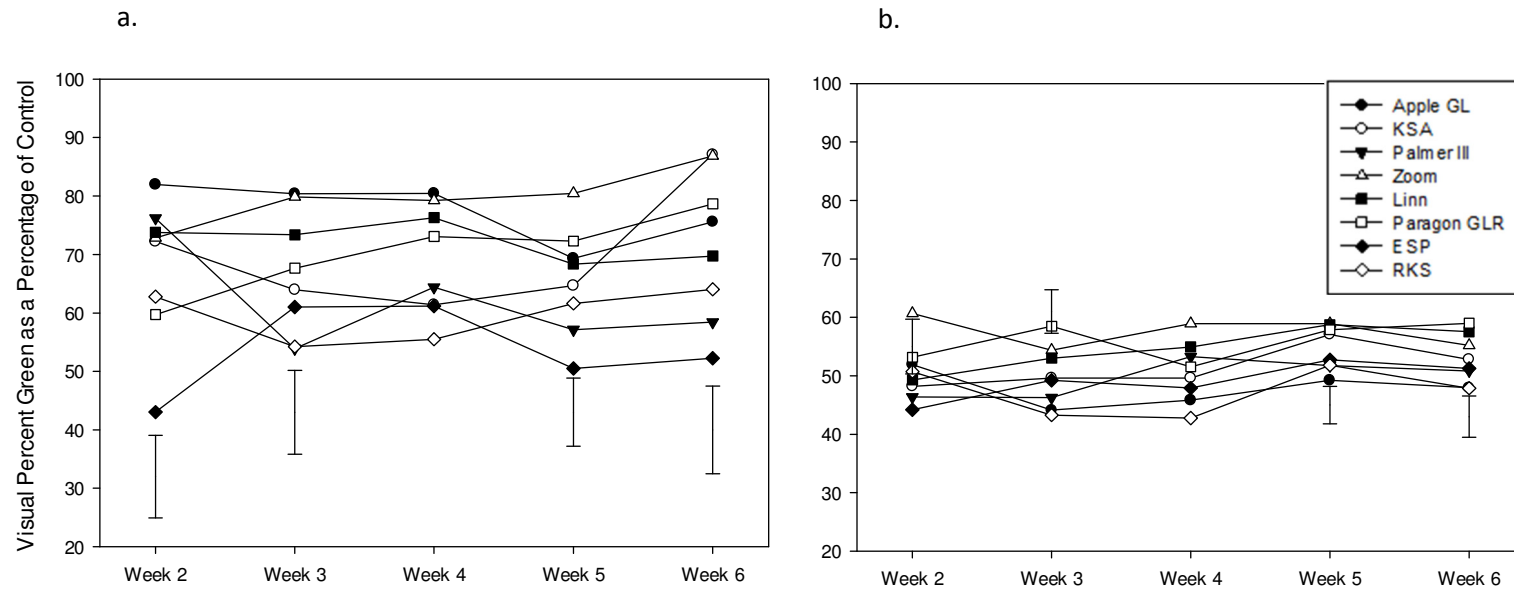 a.
b.
Visual Percent Green as a Percentage of Control
100
90
80
70
60
50
40
30
20
Week 2
Week 3
Week 4
Week 5
Week 6
100
90
80
70
60
50
40
30
20
Week 2
Week 3
Week 4
Week 5
Week 6
Apple GL
KSA
Palmer III
Zoom
Linn
Paragon GLR
ESP
RKS